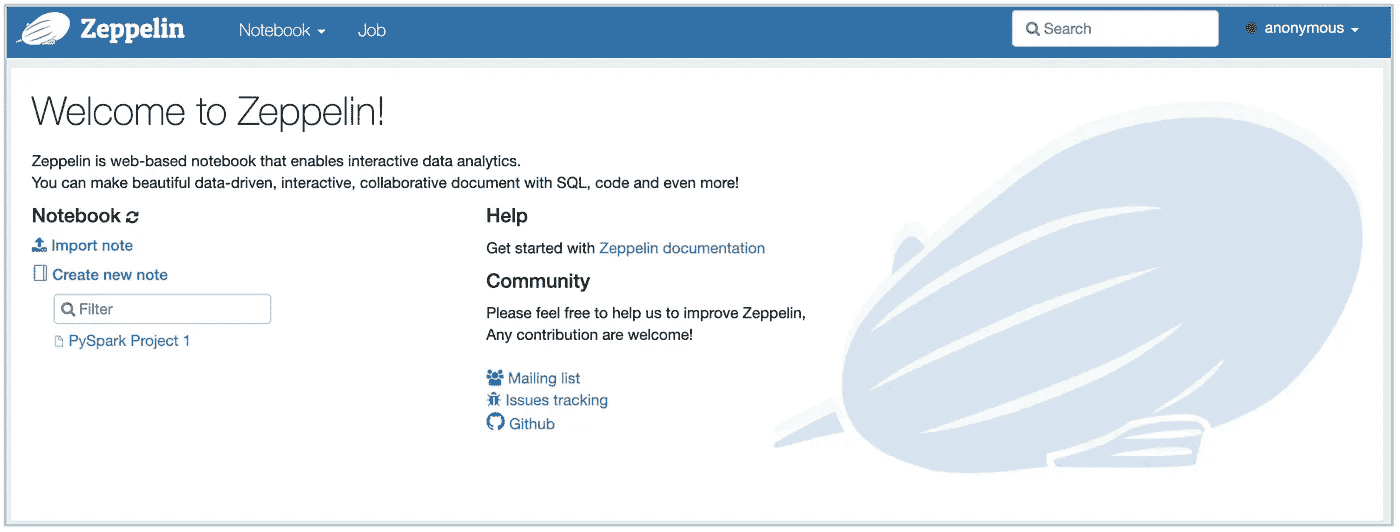 Zeppelin Notebook Job Search anonymous
Welcome to Zeppelin!
Zeppelin is web-based notebook that enables interactive data analytics.
You can make beautiful data-driven, interactive, collaborative document with SQL, code and even more!
Notebook
Import note
Create new note
Filter
PySpark Project 1
Help
Get started with Zeppelin documentation
Community
Please feel free to help us to improve Zeppelin,
Any contribution are welcome!
Mailing list
Issues tracking
Github